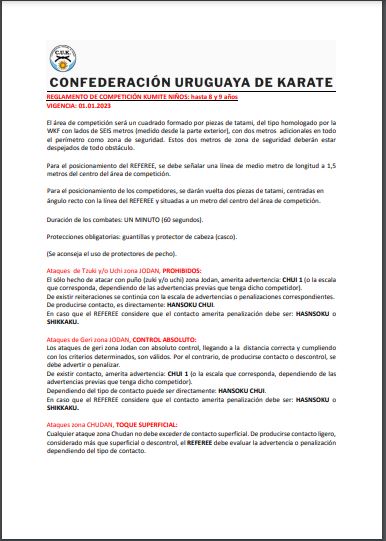 C.U.K.
CONFEDERACIÓN URUGUAYA DE KARATE
REGLAMENTO DE COMPETICIÓN KUMITE NIÑOS: hasta 8 y 9 años
VIGENCIA: 01.01.2023
El área de competición será un cuadrado formado por piezas de tatami, del tipo homologado por la
WKF con lados de SEIS metros (medido desde la parte exterior), con dos metros adicionales en todo
el perímetro como zona de seguridad. Estos dos metros de zona de seguridad deberán estar
despejados de todo obstáculo.
Para el posicionamiento del REFEREE, se debe señalar una línea de medio metro de longitud a 1,5
metros del centro del área de competición.
Para el posicionamiento de los competidores, se darán vuelta dos piezas de tatami, centradas en
ángulo recto con la línea del REFEREE y situadas a un metro del centro del área de competición.
Duración de los combates: UN MINUTO (60 segundos).
Protecciones obligatorias: guantillas y protector de cabeza (casco).
(Se aconseja el uso de protectores de pecho).
Ataques de Tzuki y/o Uchi zona JODAN, PROHIBIDOS:
El sólo hecho de atacar con puño (zuki y/o uchi) zona Jodan, amerita advertencia: CHUI 1 (o la escala
que corresponda, dependiendo de las advertencias previas que tenga dicho competidor).
De existir reiteraciones se continúa con la escala de advertencias o penalizaciones correspondientes.
De producirse contacto, es directamente: HANSOKU CHUI.
En caso que el REFEREE considere que el contacto amerita penalización debe ser: HASNSOKU o
SHIKKAKU.
Ataques de Geri zona JODAN, CONTROL ABSOLUTO:
Los ataques de geri zona Jodan con absoluto control, llegando a la distancia correcta y cumpliendo
con los criterios determinados, son válidos. Por el contrario, de producirse contacto o descontrol, se
debe advertir o penalizar.
De existir contacto, amerita advertencia: CHUI 1 (o la escala que corresponda, dependiendo de las
advertencias previas que tenga dicho competidor).
Dependiendo del tipo de contacto puede ser directamente: HANSOKU CHUI.
En caso que el REFEREE considere que el contacto amerita penalización debe ser: HASNSOKU o
SHIKKAKU.
Ataques zona CHUDAN, TOQUE SUPERFICIAL:
Cualquier ataque zona Chudan no debe exceder de contacto superficial. De producirse contacto ligero,
considerado más que superficial o descontrol, el REFEREE debe evaluar la advertencia o penalización
dependiendo del tipo de contacto.